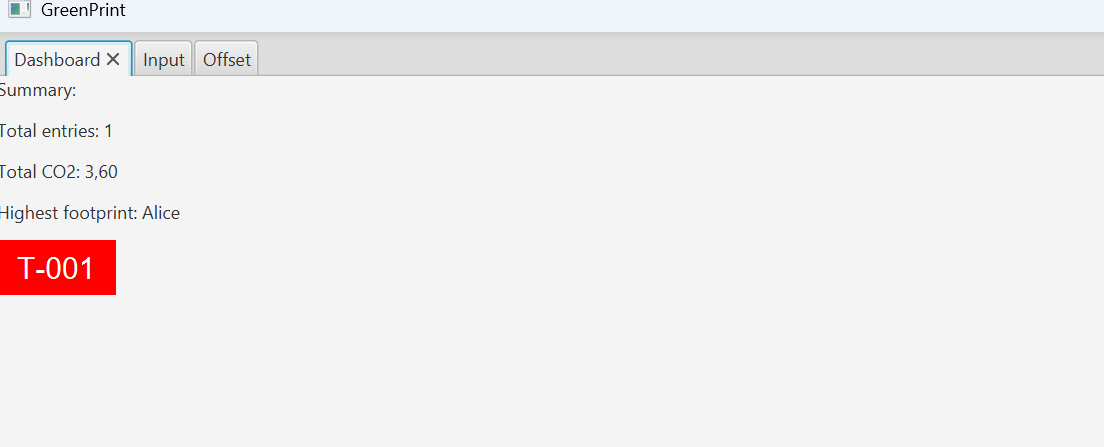 GreenPrint
Dashboard Input Offset
Summary:
Total entries: 1
Total CO2: 3,60
Highest footprint: Alice
T-001